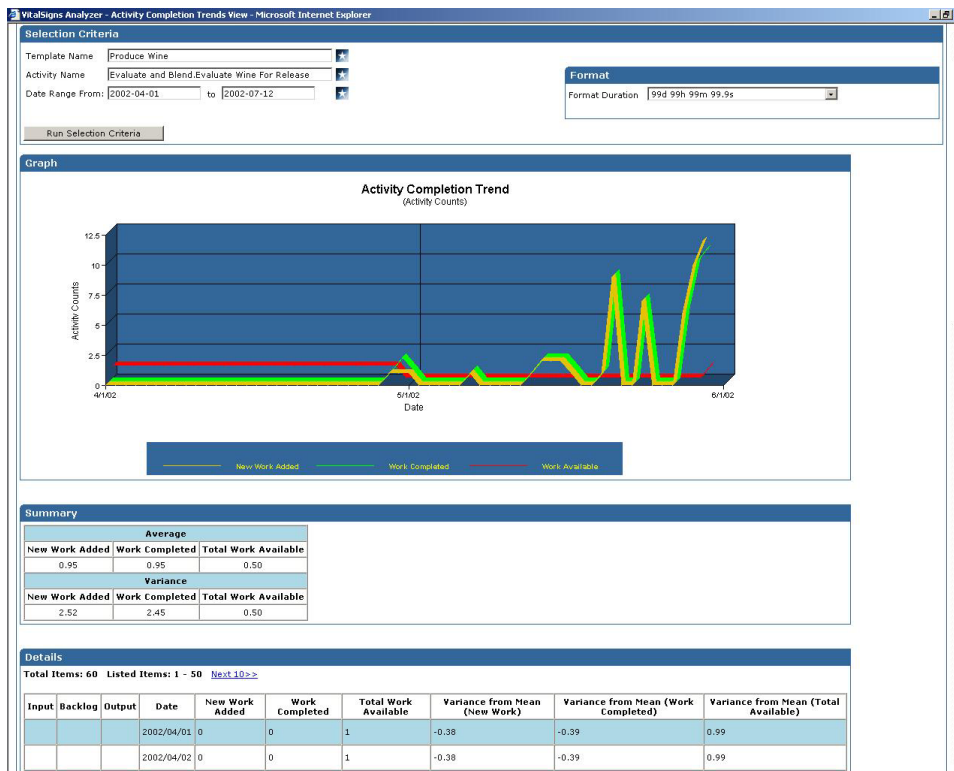 VitalSigns Analyzer - Activity Completion Trends View - Microsoft Internet Explorer
Selection Criteria
Template Name Produce Wine
Activity Name Evaluate and Blend.Evaluate Wine For Release
Date Range From: 2002-04-01 to 2002-07-12
Format
Format Duration 99d 99h 99m 99.9s
Run Selection Criteria
Graph
Activity Completion Trend
(Activity Counts)
12.5
10
7.5
5
2.5
0
Activity Counts
4/1/02 5/1/02 6/1/02
Date
New Work Added Work Completed Work Available
Summary
Average
New Work Added Work Completed Total Work Available
0.95 0.95 0.50
Variance
New Work Added Work Completed Total Work Available
2.52 2.45 0.50
Details
Total Items: 60 Listed Items: 1 - 50 Next 10>>
Input Backlog Output Date New Work Added Work Completed Total Work Available Variance from Mean (New Work) Variance from Mean (Work Completed) Variance from Mean (Total Available)
2002/04/01 0 0 1 -0.38 -0.39 0.99
2002/04/02 0 0 1 -0.38 -0.39 0.99